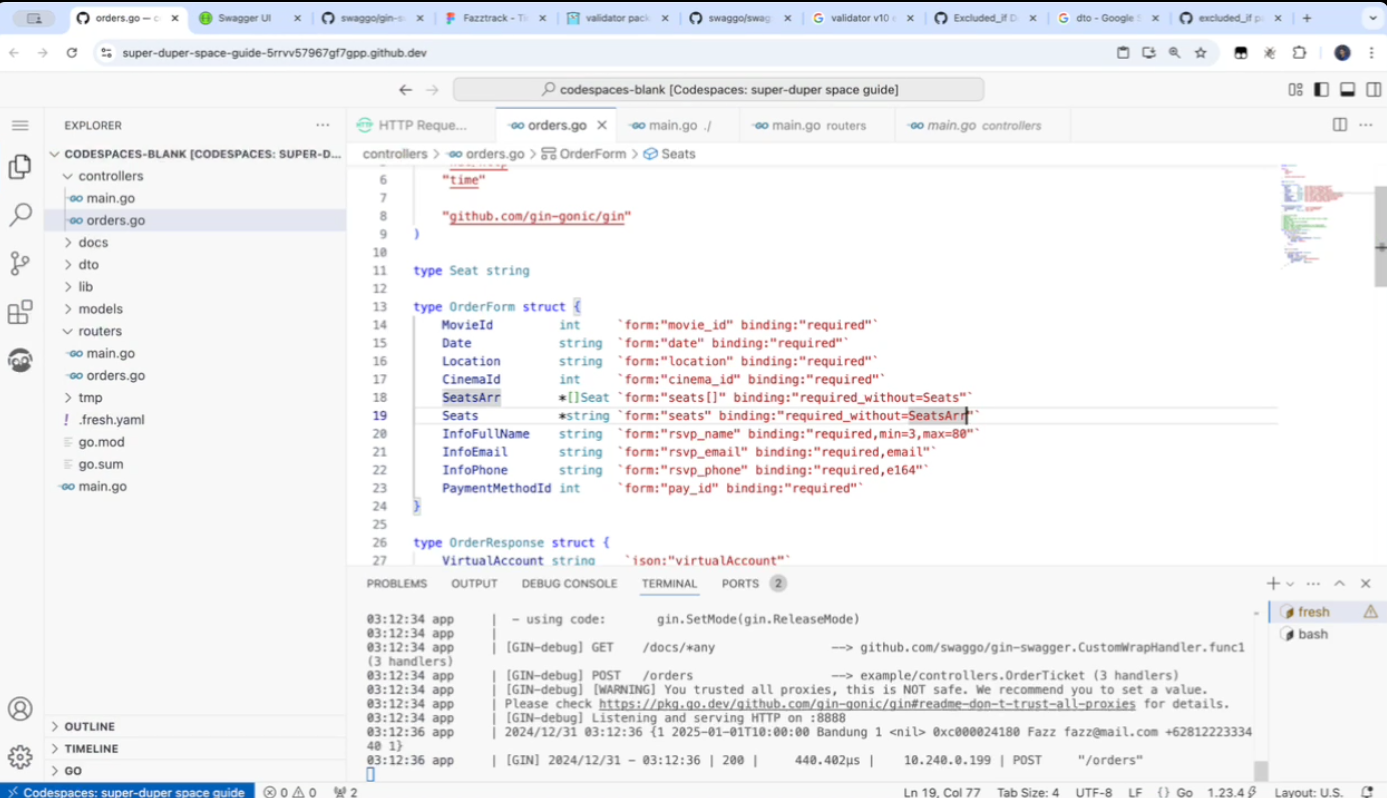 orders.go — c
Swagger UI
swaggo/gin-s
Fazztrack - Ti
validator pac
swaggo/swag
validator v10
Excluded_if D
dto - Google S
excluded_if p
super-duper-space-guide-5rrvv57967gf7gpp.github.dev
codespaces-blank [Codespaces: super-duper space guide]
EXPLORER
HTTP Reque...
orders.go
main.go ./
main.go routers
main.go controllers
CODESPACES-BLANK [CODESPACES: SUPER-D...
controllers > orders.go > OrderForm > Seats
controllers
main.go
orders.go
docs
dto
lib
models
routers
main.go
orders.go
tmp
.fresh.yaml
go.mod
go.sum
main.go
OUTLINE
TIMELINE
GO
6 "time"
7
8 "github.com/gin-gonic/gin"
9 )
10
11 type Seat string
12
13 type OrderForm struct {
14 MovieId int `form:"movie_id" binding:"required"`
15 Date string `form:"date" binding:"required"`
16 Location string `form:"location" binding:"required"`
17 CinemaId int `form:"cinema_id" binding:"required"`
18 SeatsArr *[]Seat `form:"seats[]" binding:"required_without=Seats"`
19 Seats *string `form:"seats" binding:"required_without=SeatsArr"`
20 InfoFullName string `form:"rsvp_name" binding:"required,min=3,max=80"`
21 InfoEmail string `form:"rsvp_email" binding:"required,email"`
22 InfoPhone string `form:"rsvp_phone" binding:"required,e164"`
23 PaymentMethodId int `form:"pay_id" binding:"required"`
24 }
25
26 type OrderResponse struct {
27 VirtualAccount string `json:"virtualAccount"`
PROBLEMS OUTPUT DEBUG CONSOLE TERMINAL PORTS 2
fresh
bash
03:12:34 app | - using code: gin.SetMode(gin.ReleaseMode)
03:12:34 app |
03:12:34 app | [GIN-debug] GET /docs/*any --> github.com/swaggo/gin-swagger.CustomWrapHandler.func1
(3 handlers)
03:12:34 app | [GIN-debug] POST /orders --> example/controllers.OrderTicket (3 handlers)
03:12:34 app | [GIN-debug] [WARNING] You trusted all proxies, this is NOT safe. We recommend you to set a value.
03:12:34 app | Please check https://pkg.go.dev/github.com/gin-gonic/gin#readme-don-t-trust-all-proxies for details.
03:12:34 app | [GIN-debug] Listening and serving HTTP on :8888
03:12:36 app | 2024/12/31 03:12:36 {1 2025-01-01T10:00:00 Bandung 1 <nil> 0xc000024180 Fazz fazz@mail.com +62812223334
40 1}
03:12:36 app | [GIN] 2024/12/31 - 03:12:36 | 200 | 440.402µs | 10.240.0.199 | POST "/orders"
Codespaces: super-duper space guide
0 0 2
Ln 19, Col 77 Tab Size: 4 UTF-8 LF {} Go 1.23.4 Layout: U.S.